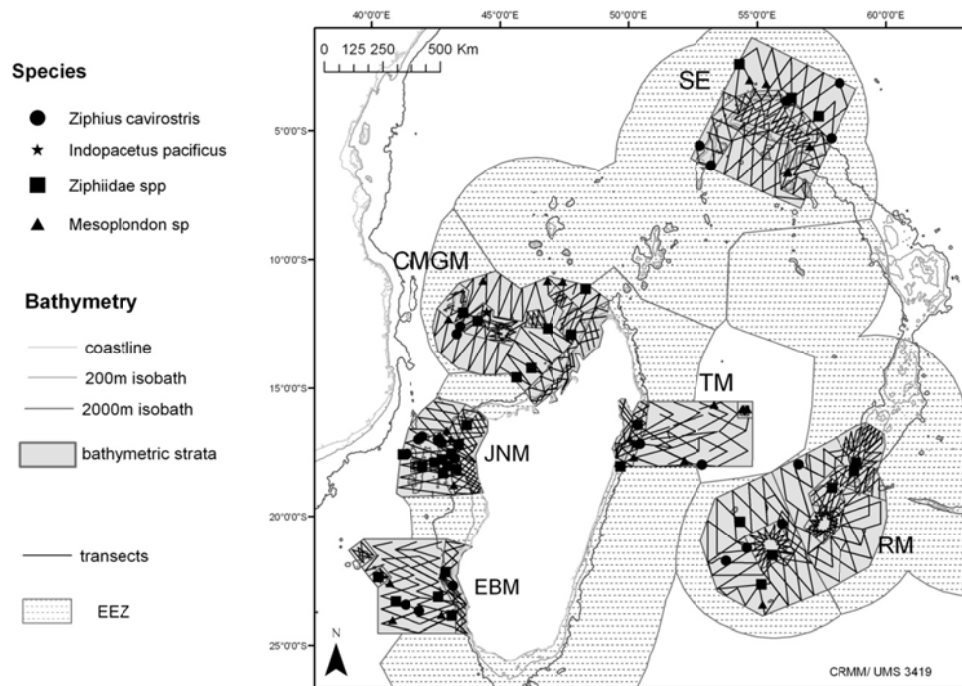 40°0'0"E 45°0'0"E 50°0'0"E 55°0'0"E 60°0'0"E
0 125 250 500 Km
Species
Ziphius cavirostris
Indopacetus pacificus
Ziphiidae spp
Mesoplondon sp
Bathymetry
coastline
200m isobath
2000m isobath
bathymetric strata
transects
EEZ
SE
5°0'0"S
10°0'0"S
CMGM
15°0'0"S
TM
JNM
20°0'0"S
RM
EBM
25°0'0"S
N
CRMM/ UMS 3419